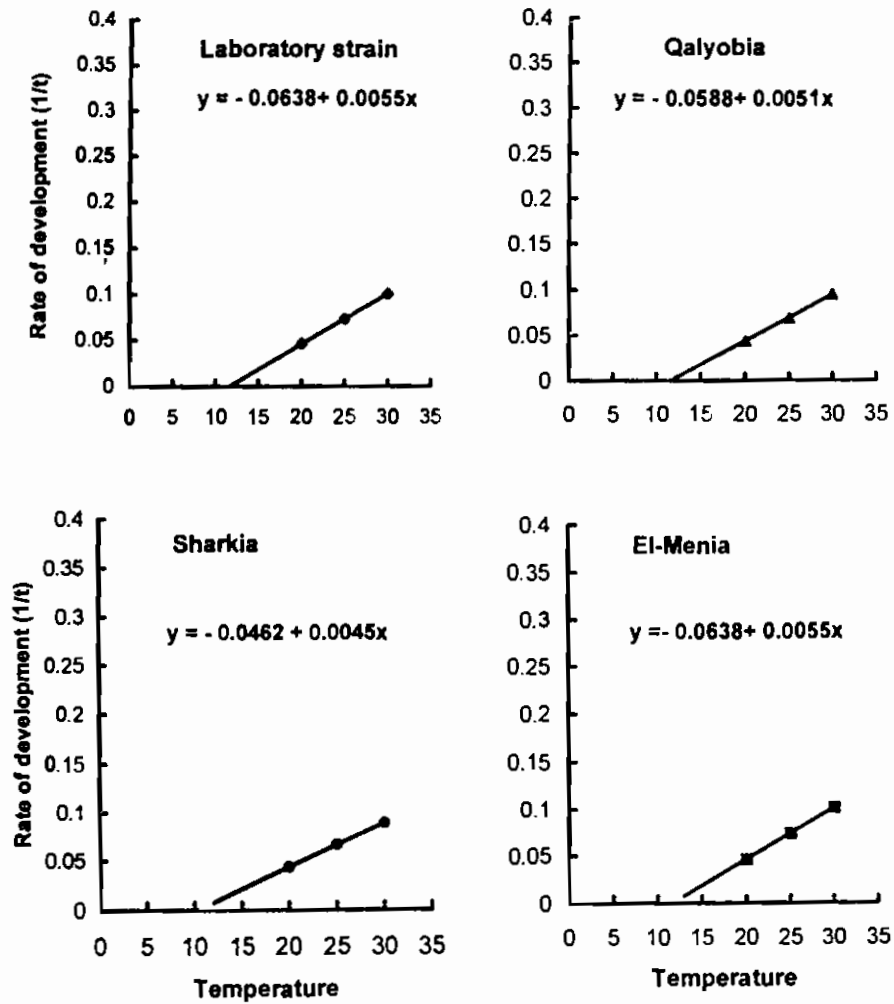 Laboratory strain
y = - 0.0638+ 0.0055x
Rate of development (1/t)
0.4
0.35
0.3
0.25
0.2
0.15
0.1
0.05
0
0 5 10 15 20 25 30 35
Qalyobia
y = - 0.0588+ 0.0051x
0.4
0.35
0.3
0.25
0.2
0.15
0.1
0.05
0
0 5 10 15 20 25 30 35
Sharkia
y = - 0.0462 + 0.0045x
Rate of development (1/t)
0.4
0.35
0.3
0.25
0.2
0.15
0.1
0.05
0
0 5 10 15 20 25 30 35
Temperature
El-Menia
y =- 0.0638+ 0.0055x
0.4
0.35
0.3
0.25
0.2
0.15
0.1
0.05
0
0 5 10 15 20 25 30 35
Temperature